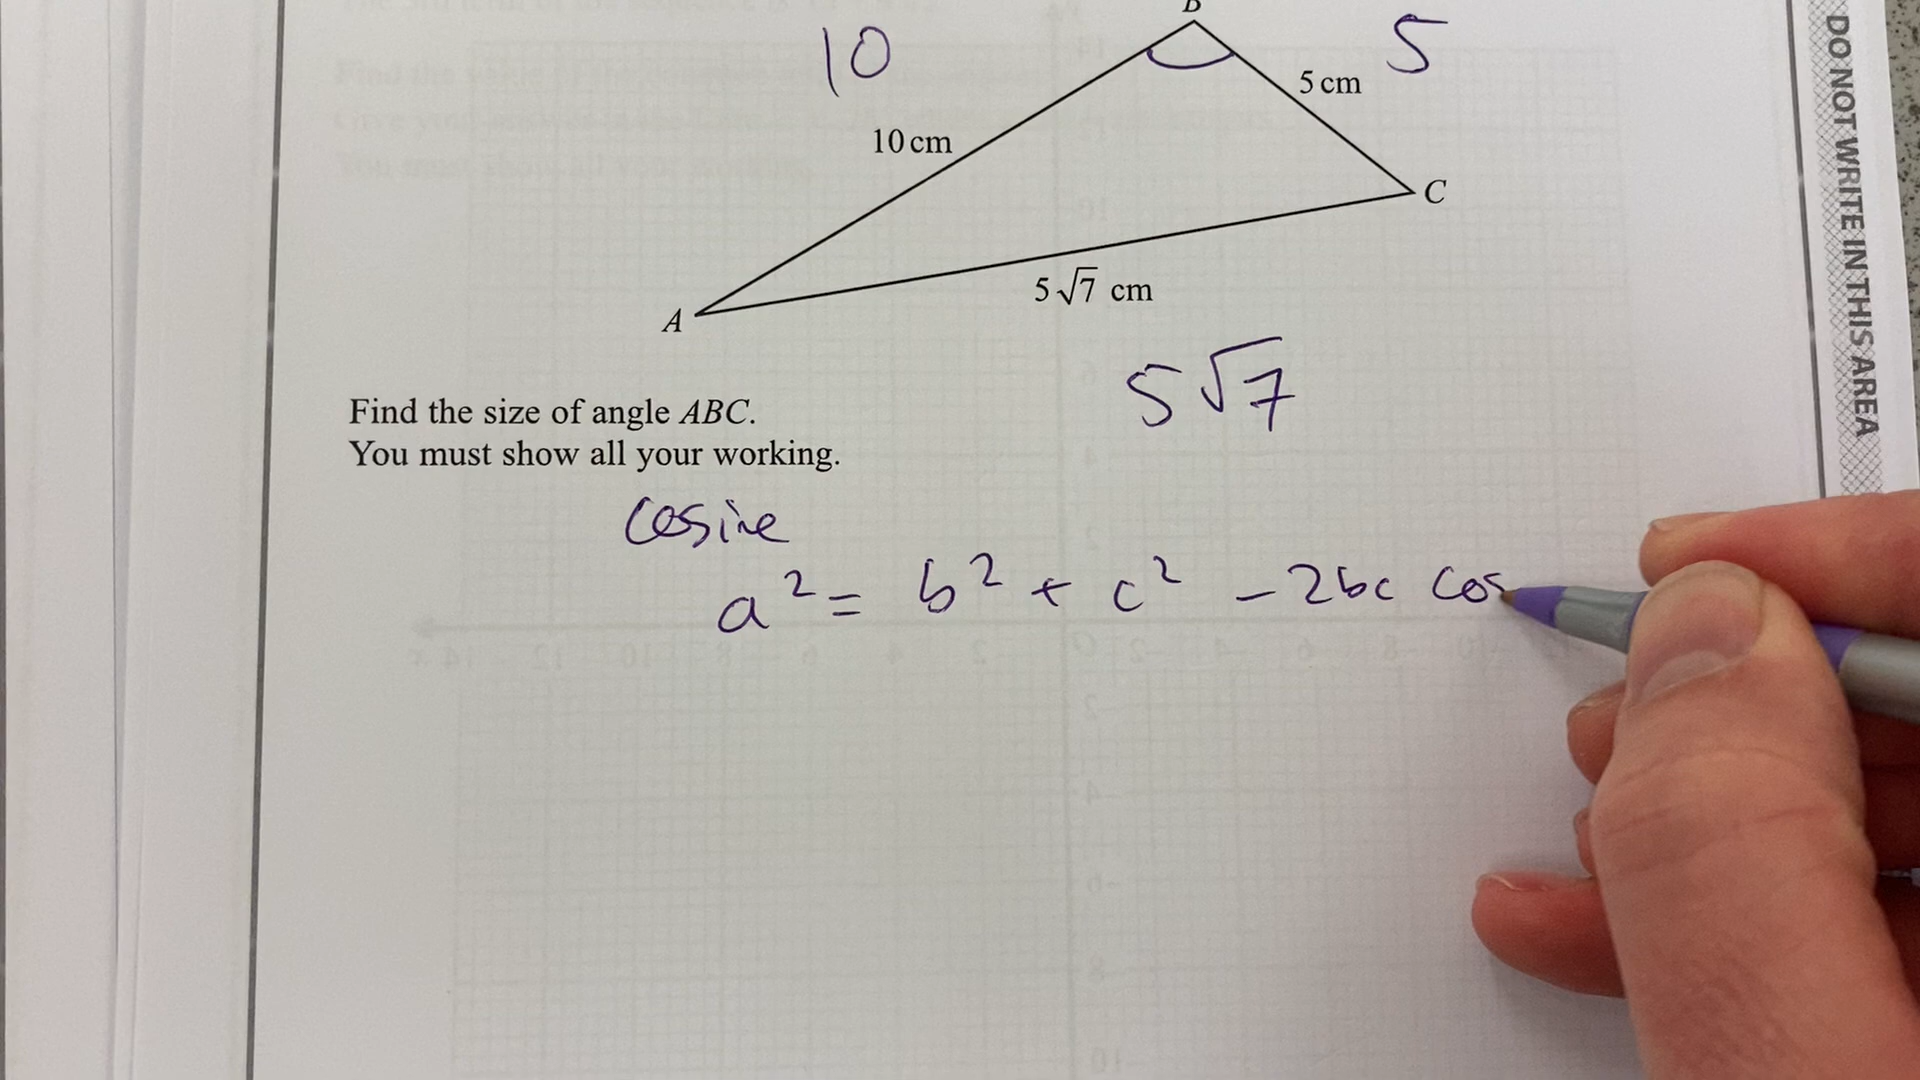 B
10
5
5 cm
10 cm
C
5√7 cm
A
5√7
Find the size of angle ABC.
You must show all your working.
cosine
a² = b² + c² − 2bc cos
DO NOT WRITE IN THIS AREA